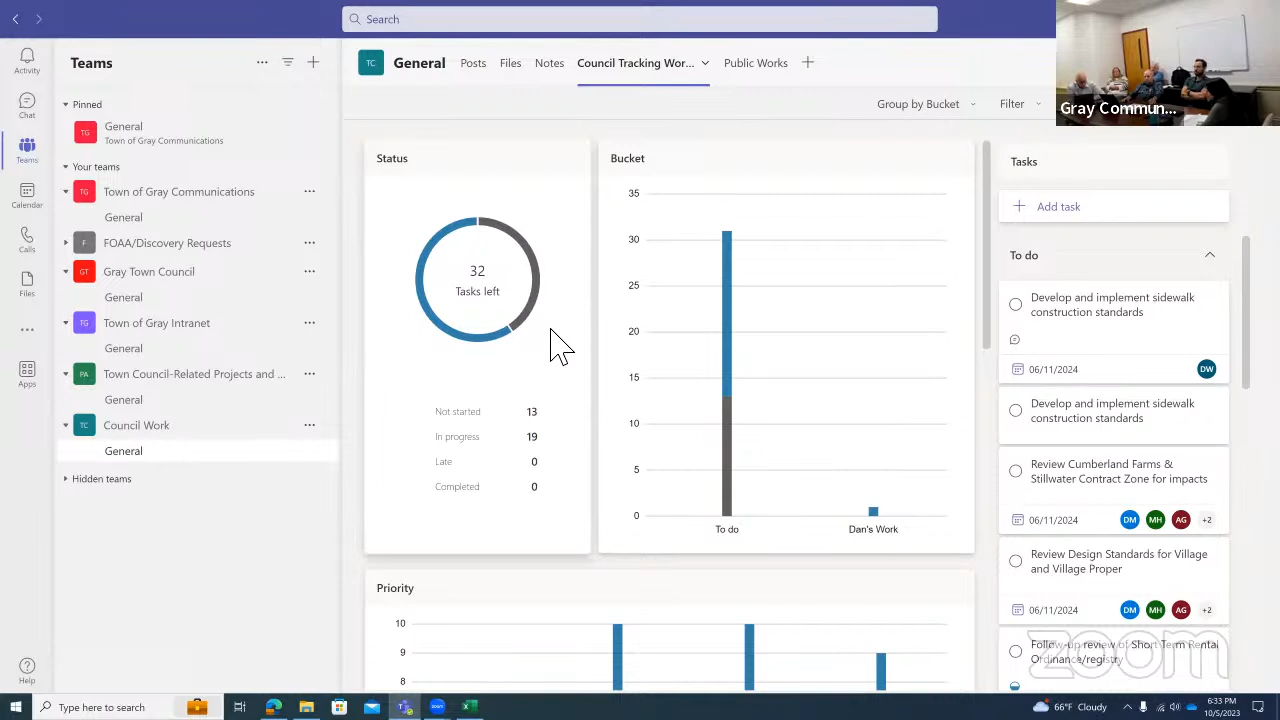 Search
Activity
Chat
Teams
Calendar
Calls
Files
Apps
Help
Teams
Pinned
TG
General
Town of Gray Communications
Your teams
TG
Town of Gray Communications
General
F
FOAA/Discovery Requests
GT
Gray Town Council
General
TG
Town of Gray Intranet
General
PA
Town Council-Related Projects and ...
General
TC
Council Work
General
Hidden teams
TC
General
Posts
Files
Notes
Council Tracking Wor...
Public Works
Group by Bucket
Filter
Gray Commun...
Status
32
Tasks left
Not started 13
In progress 19
Late 0
Completed 0
Bucket
35
30
25
20
15
10
5
0
To do
Dan's Work
Priority
10
9
8
Tasks
Add task
To do
Develop and implement sidewalk
construction standards
06/11/2024
DW
Develop and implement sidewalk
construction standards
Review Cumberland Farms &
Stillwater Contract Zone for impacts
06/11/2024
DM MH AG +2
Review Design Standards for Village
and Village Proper
06/11/2024
DM MH AG +2
Follow-up review of Short Term Rental
Ordinance/registry
zoom
Type here to search
zoom
66°F Cloudy
6:33 PM
10/5/2023